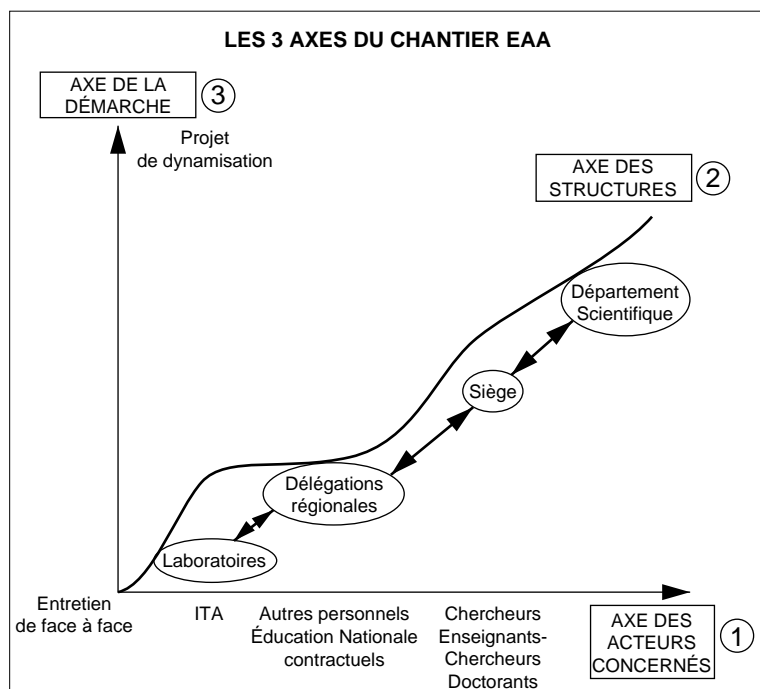 LES 3 AXES DU CHANTIER EAA
AXE DE LA
DÉMARCHE
3
Projet
de dynamisation
AXE DES
STRUCTURES
2
Département
Scientifique
Siège
Délégations
régionales
Laboratoires
Entretien
de face à face
ITA
Autres personnels
Éducation Nationale
contractuels
Chercheurs
Enseignants-
Chercheurs
Doctorants
AXE DES
ACTEURS
CONCERNÉS
1